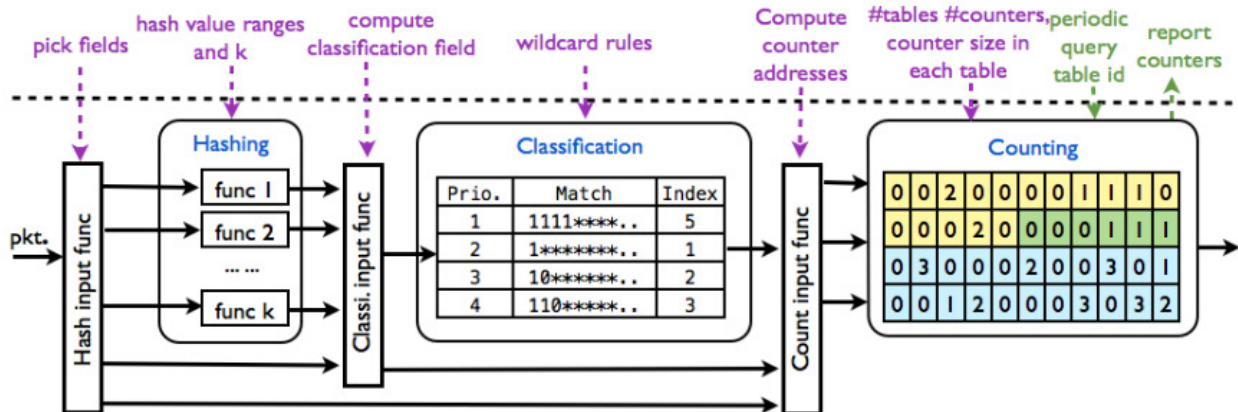 pick fields
hash value ranges
and k
compute
classification field
wildcard rules
Compute
counter
addresses
#tables #counters,
counter size in
each table
periodic
query
table id
report
counters
pkt.
Hash input func
Hashing
func 1
func 2
... ...
func k
Classi. input func
Classification
Prio. Match Index
1 1111****.. 5
2 1*******.. 1
3 10******.. 2
4 110*****.. 3
Count input func
Counting
0 0 2 0 0 0 0 1 1 1 0
0 0 0 2 0 0 0 0 1 1 1
0 3 0 0 0 2 0 0 3 0 1
0 0 1 2 0 0 0 3 0 3 2